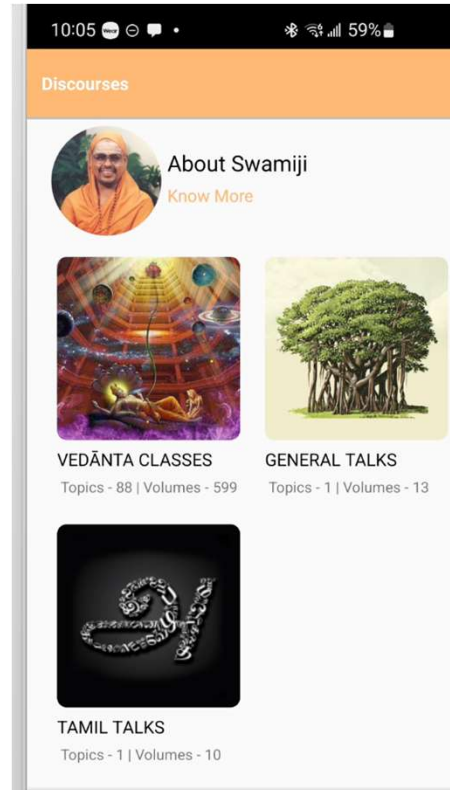 10:05
59%
Discourses
About Swamiji
Know More
VEDĀNTA CLASSES
Topics - 88 | Volumes - 599
GENERAL TALKS
Topics - 1 | Volumes - 13
அ
TAMIL TALKS
Topics - 1 | Volumes - 10